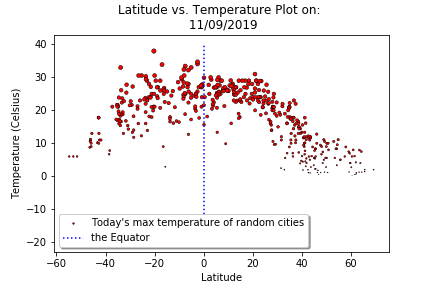 Latitude vs. Temperature Plot on:
11/09/2019
Temperature (Celsius)
40
30
20
10
0
−10
−20
Today's max temperature of random cities
the Equator
−60 −40 −20 0 20 40 60
Latitude